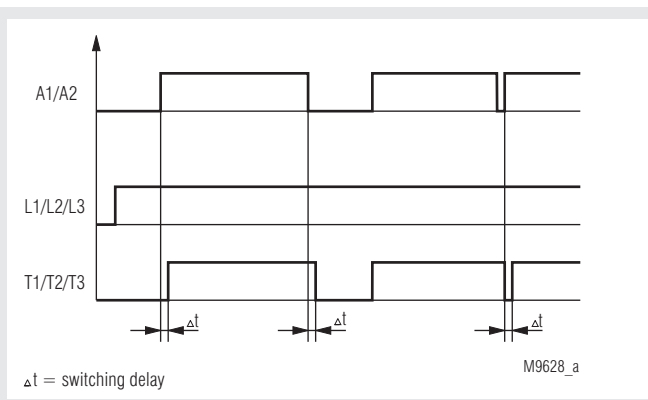 A1/A2
L1/L2/L3
T1/T2/T3
Δt Δt Δt
M9628_a
Δt = switching delay